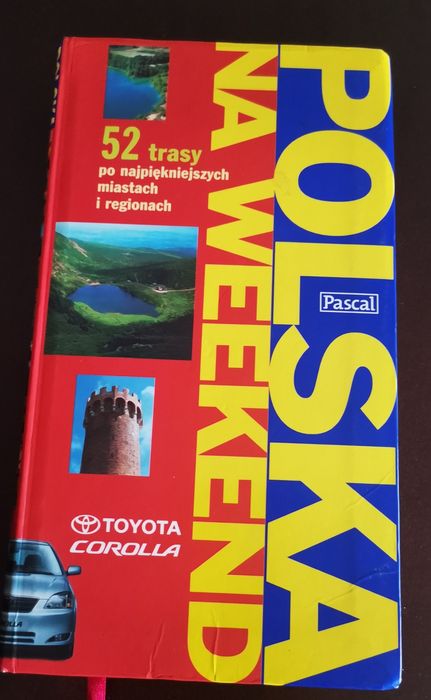 POLSKA
NA WEEKEND
52 trasy
po najpiękniejszych
miastach
i regionach
Pascal
TOYOTA
COROLLA